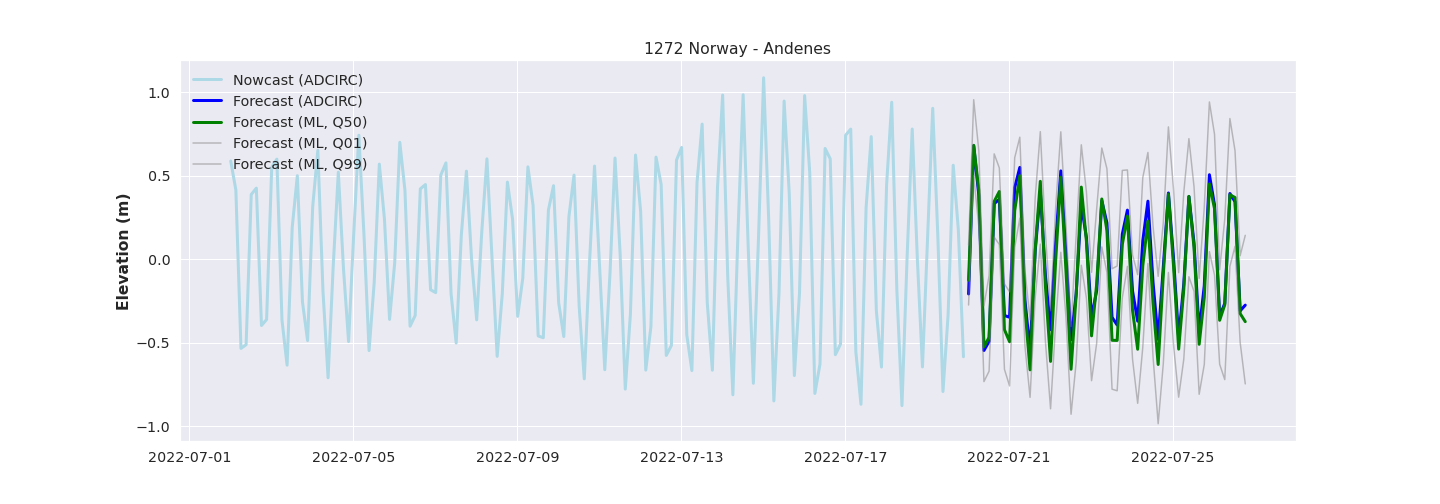 1272 Norway - Andenes
Nowcast (ADCIRC)
Forecast (ADCIRC)
Forecast (ML, Q50)
Forecast (ML, Q01)
Forecast (ML, Q99)
Elevation (m)
1.0
0.5
0.0
−0.5
−1.0
2022-07-01 2022-07-05 2022-07-09 2022-07-13 2022-07-17 2022-07-21 2022-07-25